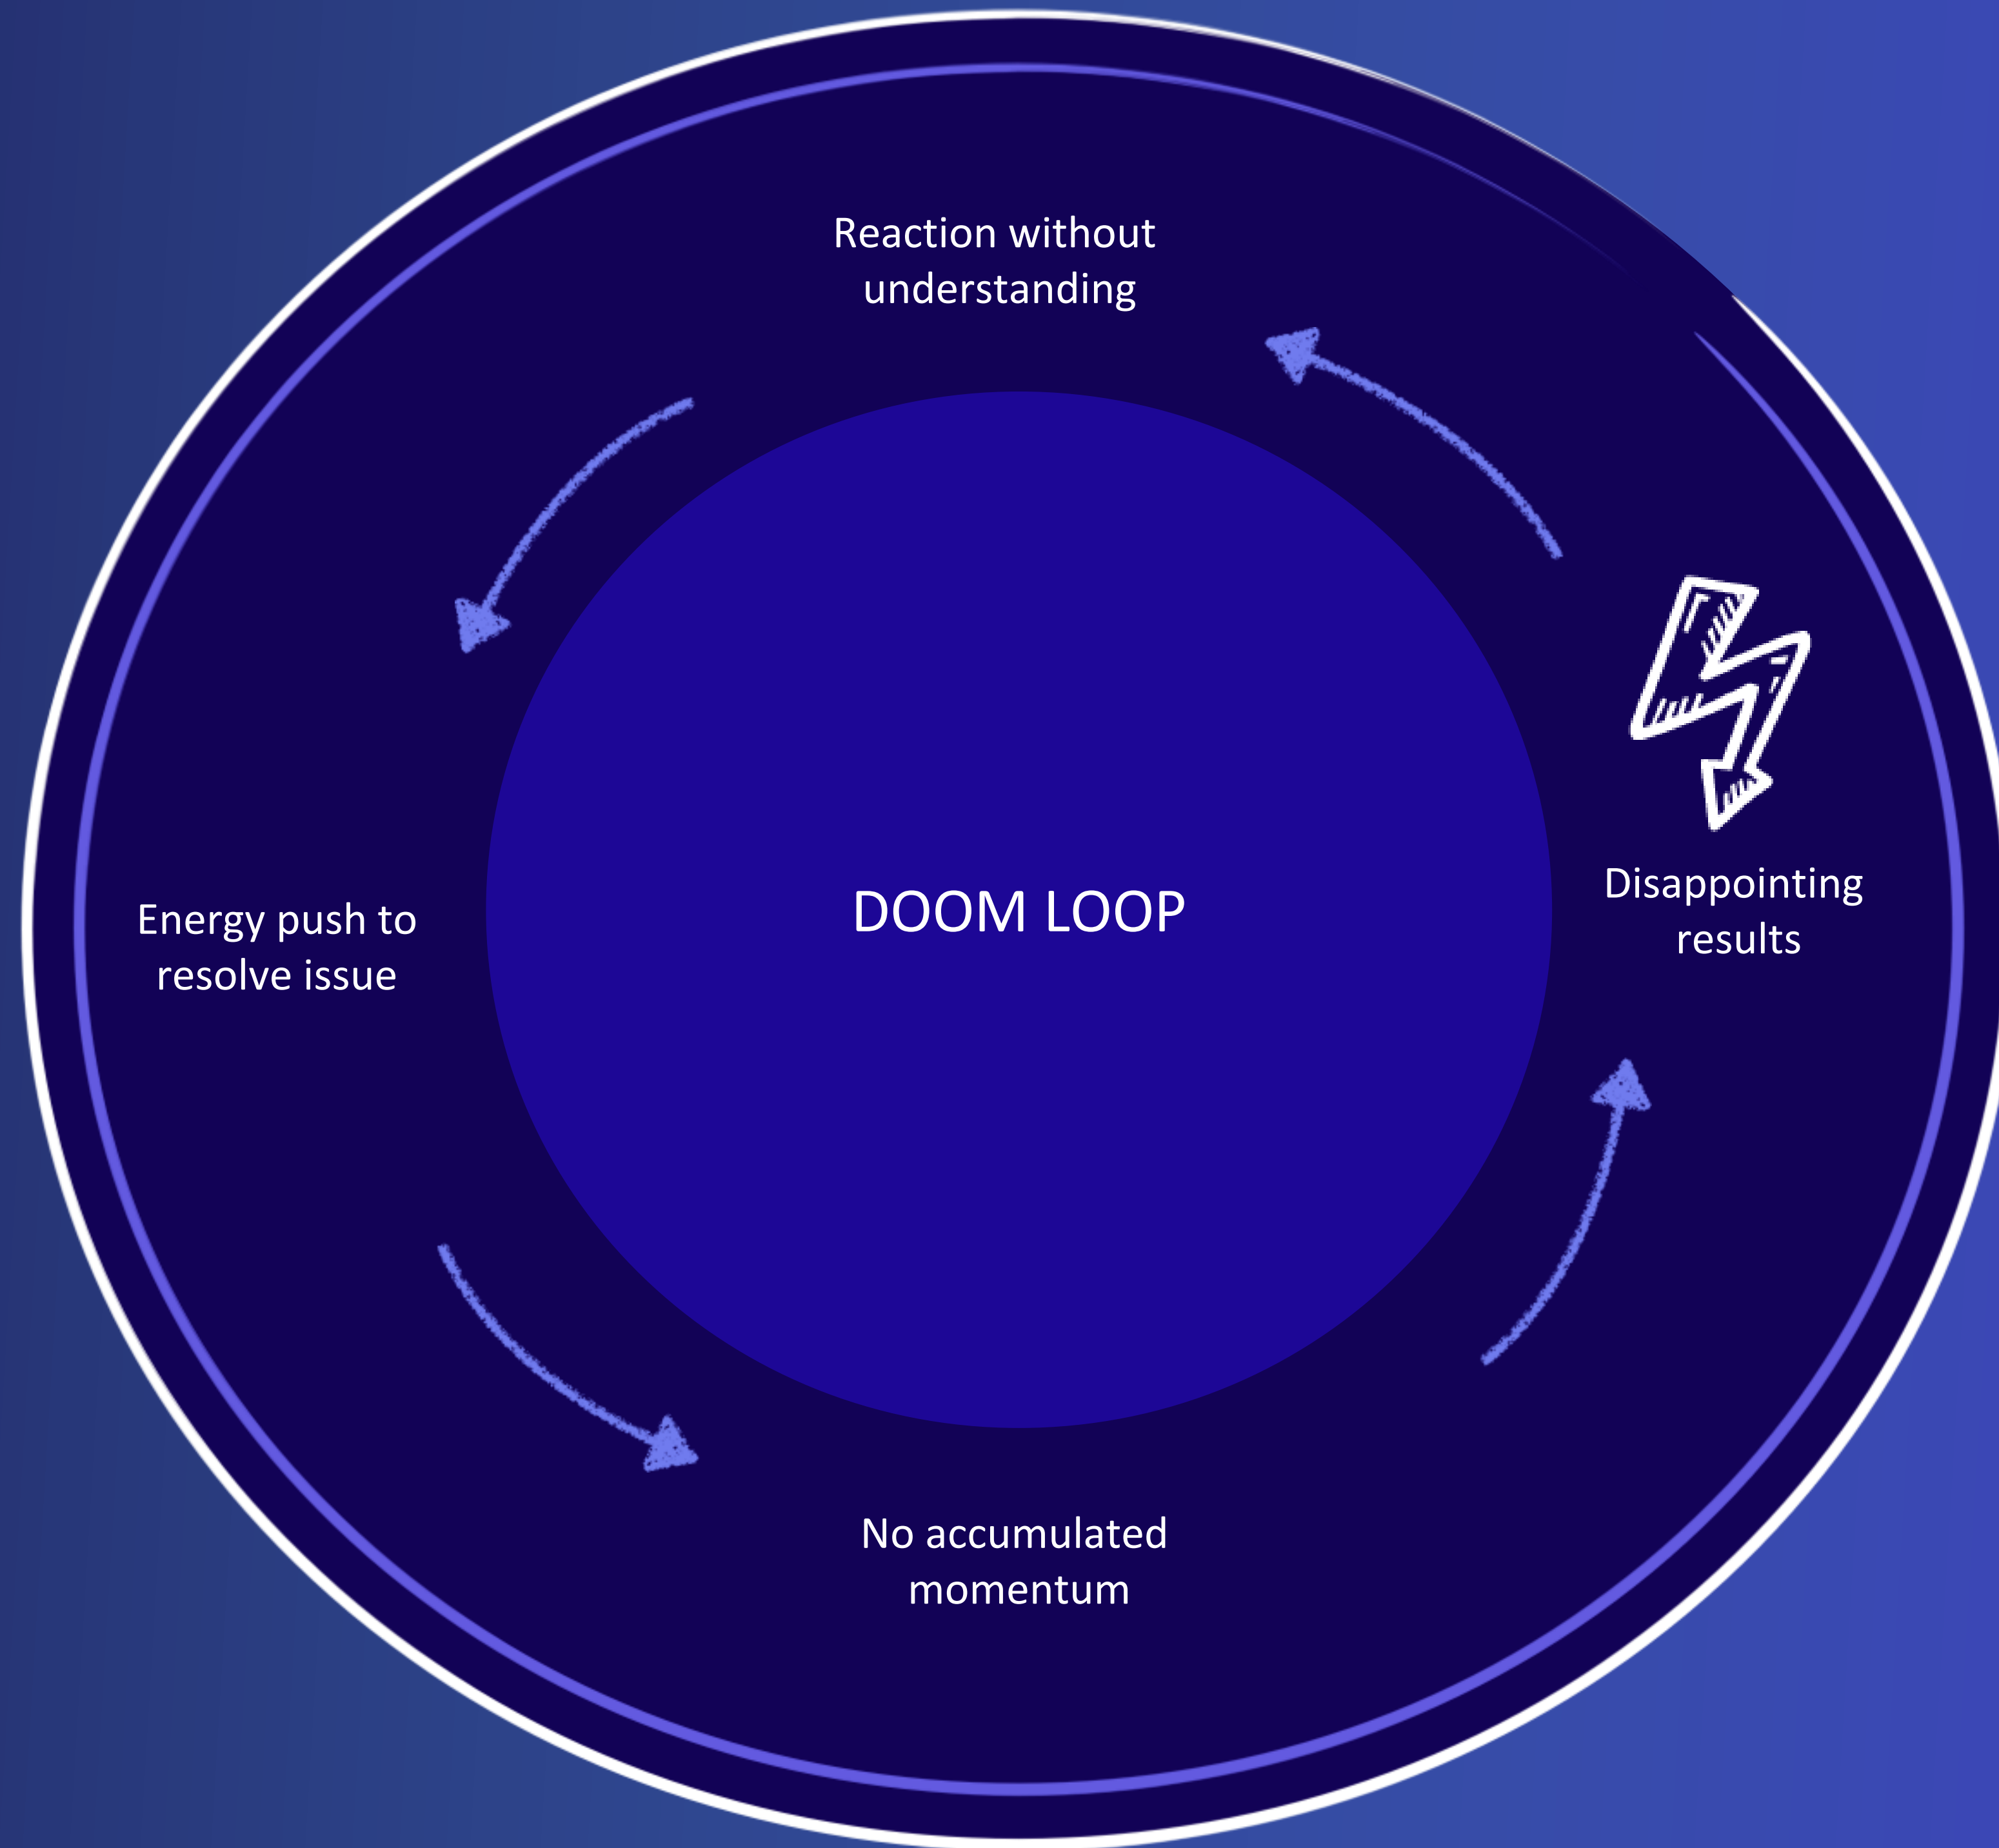 Reaction without
understanding
Disappointing
results
DOOM LOOP
Energy push to
resolve issue
No accumulated
momentum